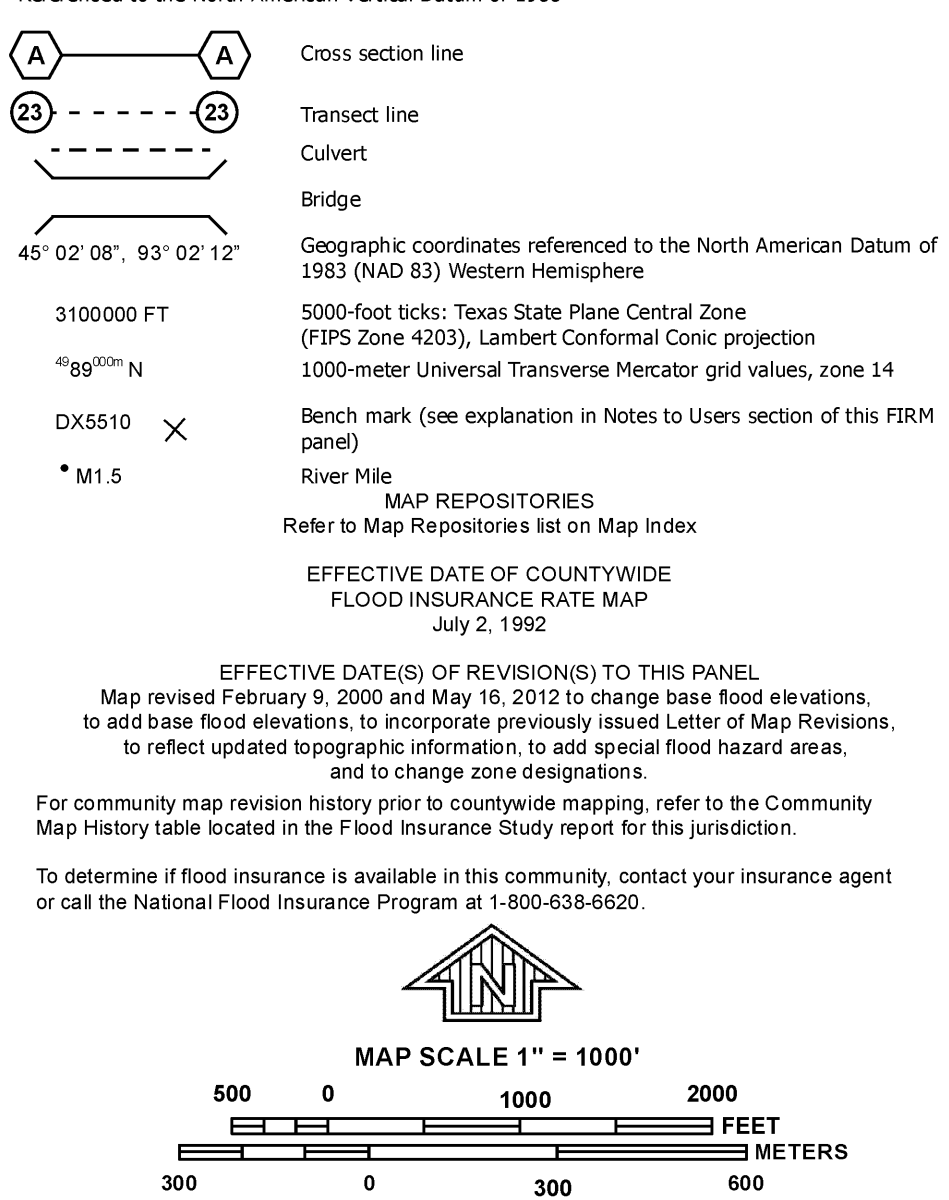 Referenced to the North American Vertical Datum of 1988
A A Cross section line
23 23 Transect line
Culvert
Bridge
45° 02' 08", 93° 02' 12" Geographic coordinates referenced to the North American Datum of
1983 (NAD 83) Western Hemisphere
3100000 FT 5000-foot ticks: Texas State Plane Central Zone
(FIPS Zone 4203), Lambert Conformal Conic projection
4989000m N 1000-meter Universal Transverse Mercator grid values, zone 14
DX5510 Bench mark (see explanation in Notes to Users section of this FIRM
panel)
M1.5 River Mile
MAP REPOSITORIES
Refer to Map Repositories list on Map Index
EFFECTIVE DATE OF COUNTYWIDE
FLOOD INSURANCE RATE MAP
July 2, 1992
EFFECTIVE DATE(S) OF REVISION(S) TO THIS PANEL
Map revised February 9, 2000 and May 16, 2012 to change base flood elevations,
to add base flood elevations, to incorporate previously issued Letter of Map Revisions,
to reflect updated topographic information, to add special flood hazard areas,
and to change zone designations.
For community map revision history prior to countywide mapping, refer to the Community
Map History table located in the Flood Insurance Study report for this jurisdiction.
To determine if flood insurance is available in this community, contact your insurance agent
or call the National Flood Insurance Program at 1-800-638-6620.
N
MAP SCALE 1" = 1000'
500 0 1000 2000
FEET
METERS
300 0 300 600